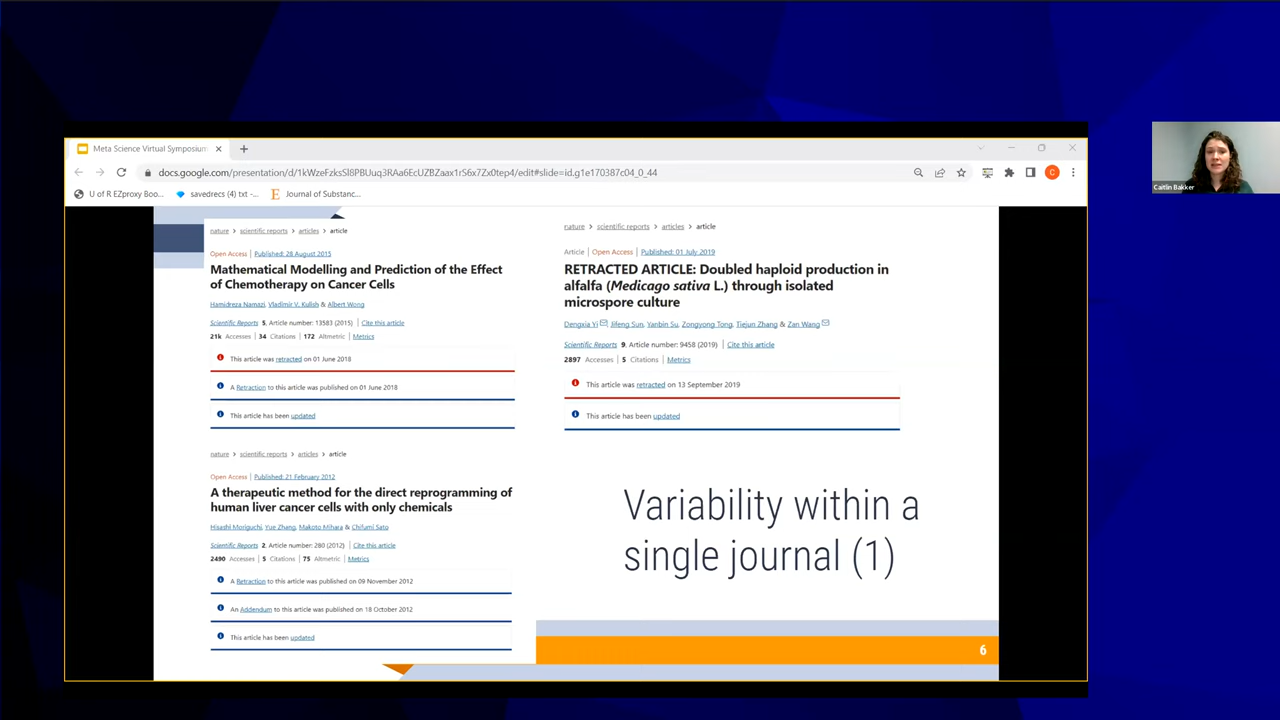 Meta Science Virtual Symposium
docs.google.com/presentation/d/1kWzeFzksSl8PBUuq3RAa6EcUZBZaax1rS6x7Zx0tep4/edit#slide=id.g1e170387c04_0_44
C
U of R EZproxy Boo...
savedrecs (4) txt -...
E Journal of Substanc...
Caitlin Bakker
nature > scientific reports > articles > article
Open Access | Published: 28 August 2015
Mathematical Modelling and Prediction of the Effect
of Chemotherapy on Cancer Cells
Hamidreza Namazi, Vladimir V. Kulish & Albert Wong
Scientific Reports 5, Article number: 13583 (2015) | Cite this article
21k Accesses | 34 Citations | 172 Altmetric | Metrics
This article was retracted on 01 June 2018
A Retraction to this article was published on 01 June 2018
This article has been updated
nature > scientific reports > articles > article
Open Access | Published: 21 February 2012
A therapeutic method for the direct reprogramming of
human liver cancer cells with only chemicals
Hisashi Moriguchi, Yue Zhang, Makoto Mihara & Chifumi Sato
Scientific Reports 2, Article number: 280 (2012) | Cite this article
2490 Accesses | 5 Citations | 75 Altmetric | Metrics
A Retraction to this article was published on 09 November 2012
An Addendum to this article was published on 18 October 2012
This article has been updated
nature > scientific reports > articles > article
Article | Open Access | Published: 01 July 2019
RETRACTED ARTICLE: Doubled haploid production in
alfalfa (Medicago sativa L.) through isolated
microspore culture
Dengxia Yi, Jifeng Sun, Yanbin Su, Zongyong Tong, Tiejun Zhang & Zan Wang
Scientific Reports 9, Article number: 9458 (2019) | Cite this article
2897 Accesses | 5 Citations | Metrics
This article was retracted on 13 September 2019
This article has been updated
Variability within a
single journal (1)
6